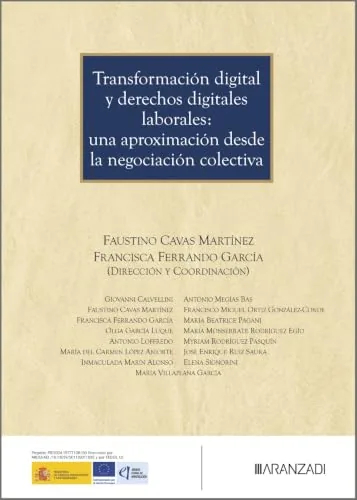 Transformación digital
y derechos digitales
laborales:
una aproximación desde
la negociación colectiva
Faustino Cavas Martínez
Francisca Ferrando García
(Dirección y Coordinación)
Giovanni Calvellini
Faustino Cavas Martínez
Francisca Ferrando García
Olga García Luque
Antonio Loffredo
María del Carmen López Aniorte
Inmaculada Marín Alonso
Antonio Megías Bas
Francisco Miguel Ortiz González-Conde
Maria Beatrice Pagani
María Monserrate Rodríguez Egío
Myriam Rodríguez Pasquín
José Enrique Ruiz Saura
Elena Signorini
María Villaplana García
ARANZADI